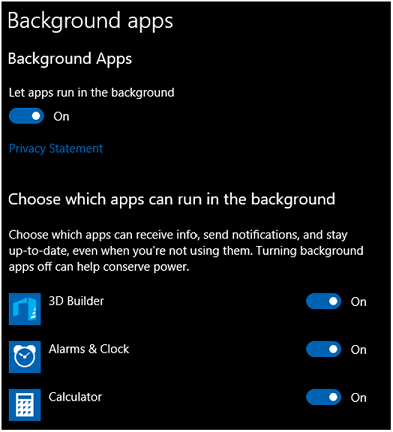 Background apps
Background Apps
Let apps run in the background
On
Privacy Statement
Choose which apps can run in the background
Choose which apps can receive info, send notifications, and stay
up-to-date, even when you're not using them. Turning background
apps off can help conserve power.
3D Builder On
Alarms & Clock On
Calculator On